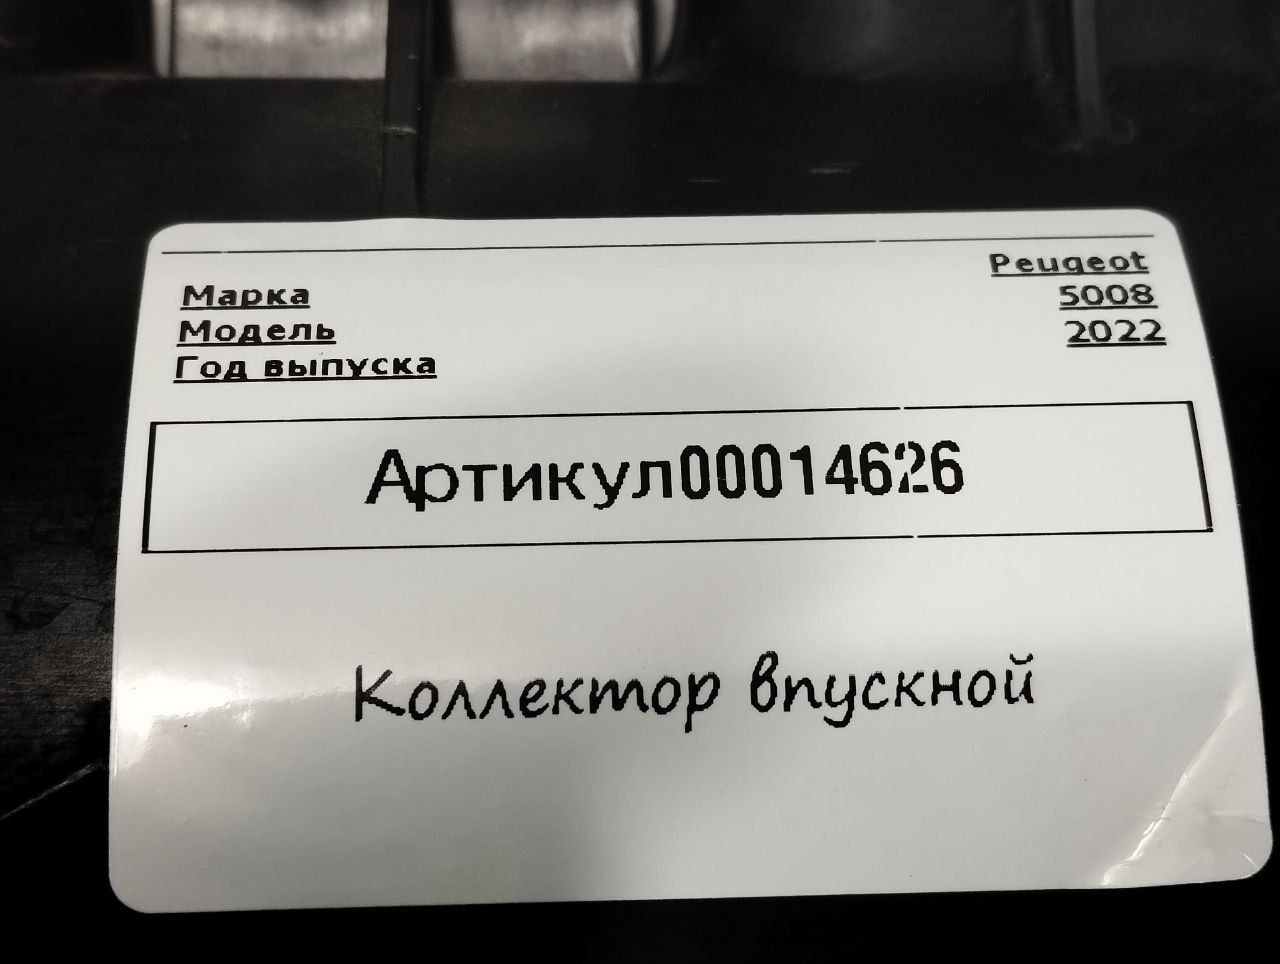 Peugeot
Марка 5008
Модель 2022
Год выпуска
Артикул00014626
Коллектор впускной